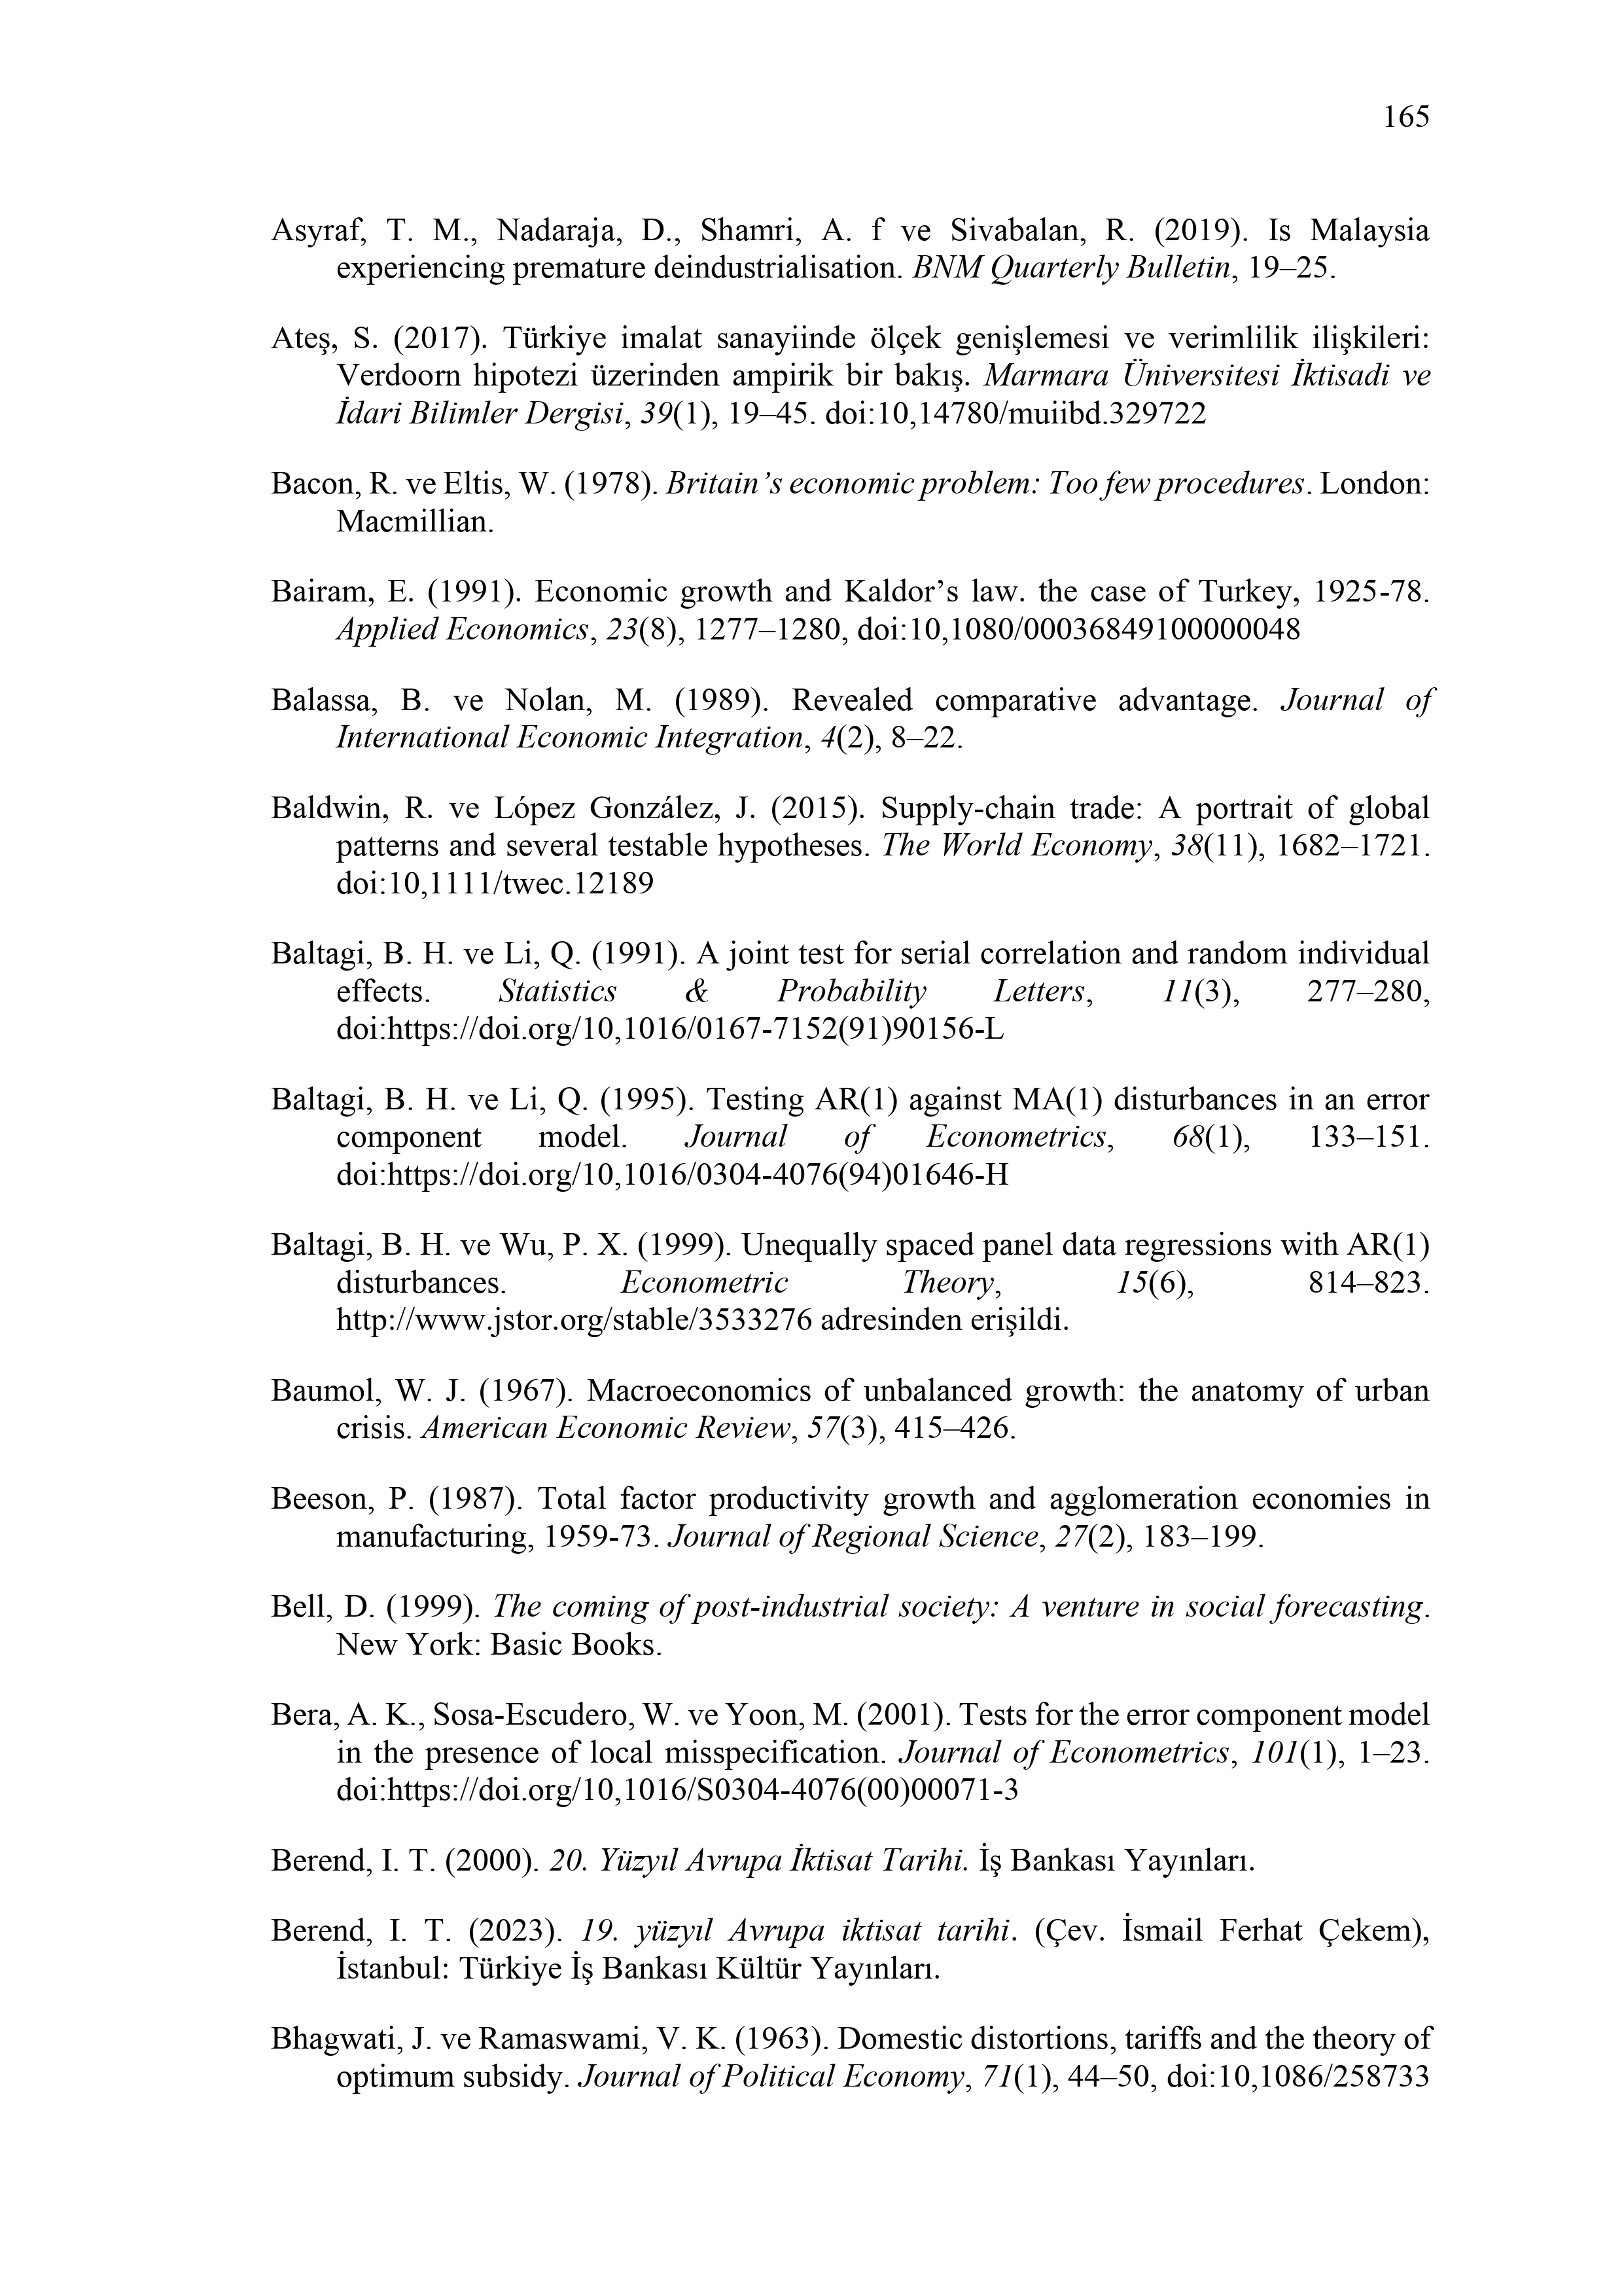 165
Asyraf, T. M., Nadaraja, D., Shamri, A. f ve Sivabalan, R. (2019). Is Malaysia
experiencing premature deindustrialisation. BNM Quarterly Bulletin, 19–25.
Ateş, S. (2017). Türkiye imalat sanayiinde ölçek genişlemesi ve verimlilik ilişkileri:
Verdoorn hipotezi üzerinden ampirik bir bakış. Marmara Üniversitesi İktisadi ve
İdari Bilimler Dergisi, 39(1), 19–45. doi:10,14780/muiibd.329722
Bacon, R. ve Eltis, W. (1978). Britain’s economic problem: Too few procedures. London:
Macmillian.
Bairam, E. (1991). Economic growth and Kaldor’s law. the case of Turkey, 1925-78.
Applied Economics, 23(8), 1277–1280, doi:10,1080/00036849100000048
Balassa, B. ve Nolan, M. (1989). Revealed comparative advantage. Journal of
International Economic Integration, 4(2), 8–22.
Baldwin, R. ve López González, J. (2015). Supply-chain trade: A portrait of global
patterns and several testable hypotheses. The World Economy, 38(11), 1682–1721.
doi:10,1111/twec.12189
Baltagi, B. H. ve Li, Q. (1991). A joint test for serial correlation and random individual
effects. Statistics & Probability Letters, 11(3), 277–280,
doi:https://doi.org/10,1016/0167-7152(91)90156-L
Baltagi, B. H. ve Li, Q. (1995). Testing AR(1) against MA(1) disturbances in an error
component model. Journal of Econometrics, 68(1), 133–151.
doi:https://doi.org/10,1016/0304-4076(94)01646-H
Baltagi, B. H. ve Wu, P. X. (1999). Unequally spaced panel data regressions with AR(1)
disturbances. Econometric Theory, 15(6), 814–823.
http://www.jstor.org/stable/3533276 adresinden erişildi.
Baumol, W. J. (1967). Macroeconomics of unbalanced growth: the anatomy of urban
crisis. American Economic Review, 57(3), 415–426.
Beeson, P. (1987). Total factor productivity growth and agglomeration economies in
manufacturing, 1959-73. Journal of Regional Science, 27(2), 183–199.
Bell, D. (1999). The coming of post-industrial society: A venture in social forecasting.
New York: Basic Books.
Bera, A. K., Sosa-Escudero, W. ve Yoon, M. (2001). Tests for the error component model
in the presence of local misspecification. Journal of Econometrics, 101(1), 1–23.
doi:https://doi.org/10,1016/S0304-4076(00)00071-3
Berend, I. T. (2000). 20. Yüzyıl Avrupa İktisat Tarihi. İş Bankası Yayınları.
Berend, I. T. (2023). 19. yüzyıl Avrupa iktisat tarihi. (Çev. İsmail Ferhat Çekem),
İstanbul: Türkiye İş Bankası Kültür Yayınları.
Bhagwati, J. ve Ramaswami, V. K. (1963). Domestic distortions, tariffs and the theory of
optimum subsidy. Journal of Political Economy, 71(1), 44–50, doi:10,1086/258733